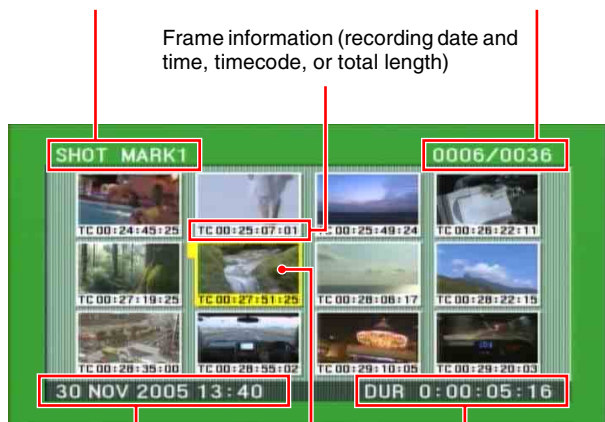 Frame information (recording date and
time, timecode, or total length)
SHOT MARK1 0006/0036
TC 00:24:45:25 TC 00:25:07:01 TC 00:25:49:24 TC 00:26:22:11
TC 00:27:19:25 TC 00:27:51:25 TC 00:28:06:17 TC 00:28:22:15
TC 00:28:35:00 TC 00:28:55:02 TC 00:29:10:05 TC 00:29:20:03
30 NOV 2005 13:40 DUR 0:00:05:16